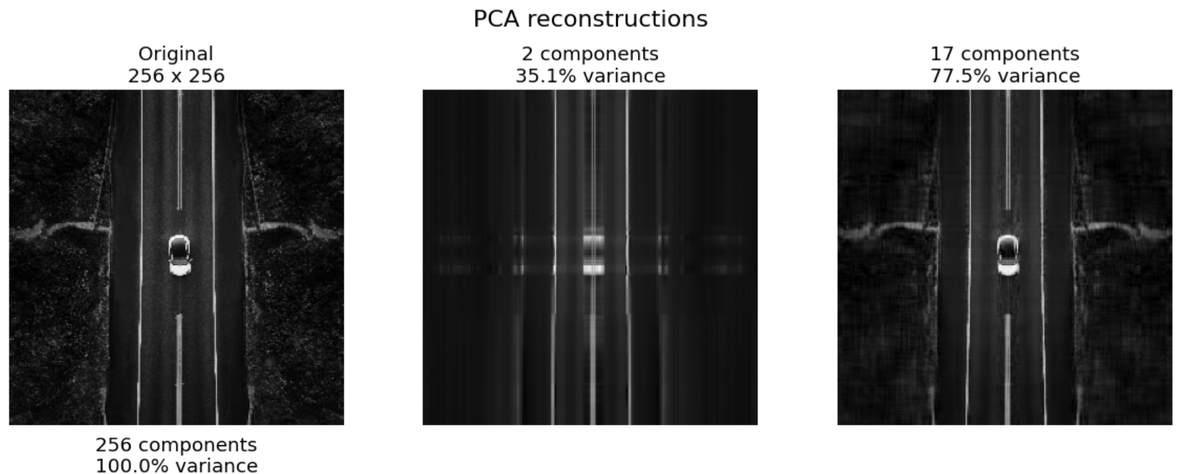 PCA reconstructions
Original
256 x 256
2 components
35.1% variance
17 components
77.5% variance
256 components
100.0% variance